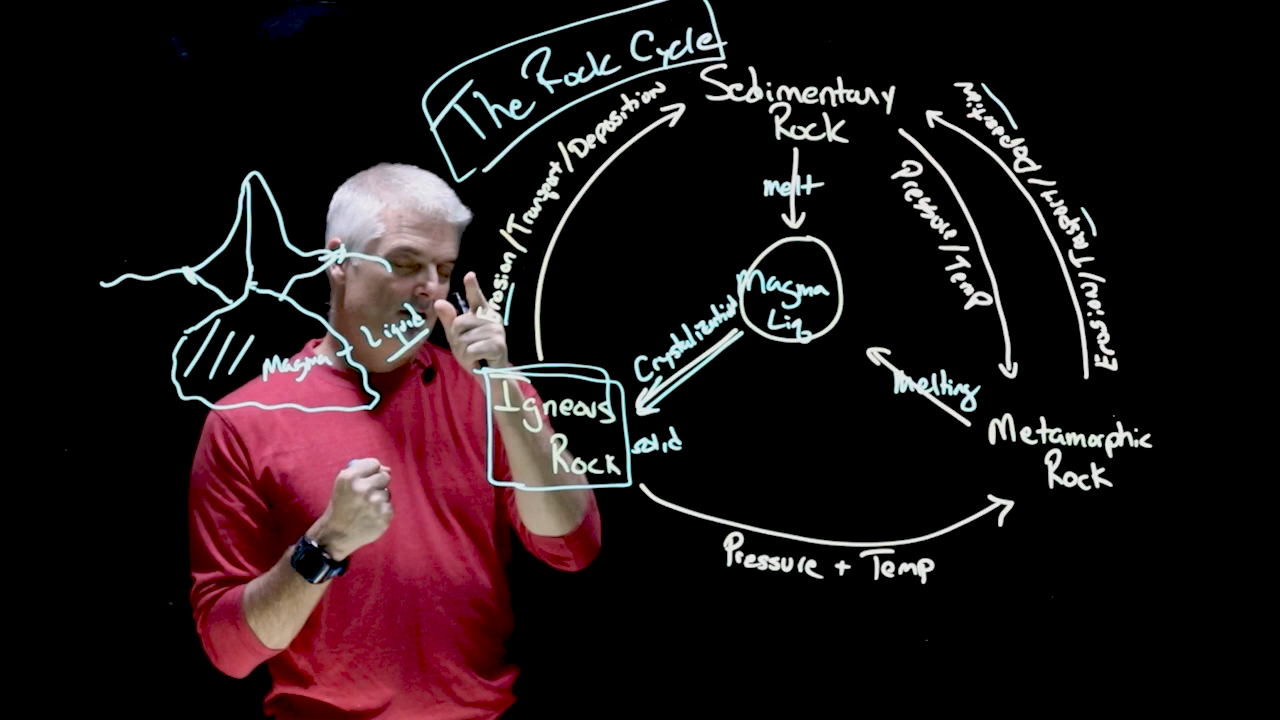 The Rock Cycle
Sedimentary
Rock
Erosion/Transport/Deposition
melt
Pressure/Temp
Erosion/Transport/Deposition
Magma
Liq
Crystalization
Magma - Liquid
Igneous
Rock
solid
melting
Metamorphic
Rock
Pressure + Temp